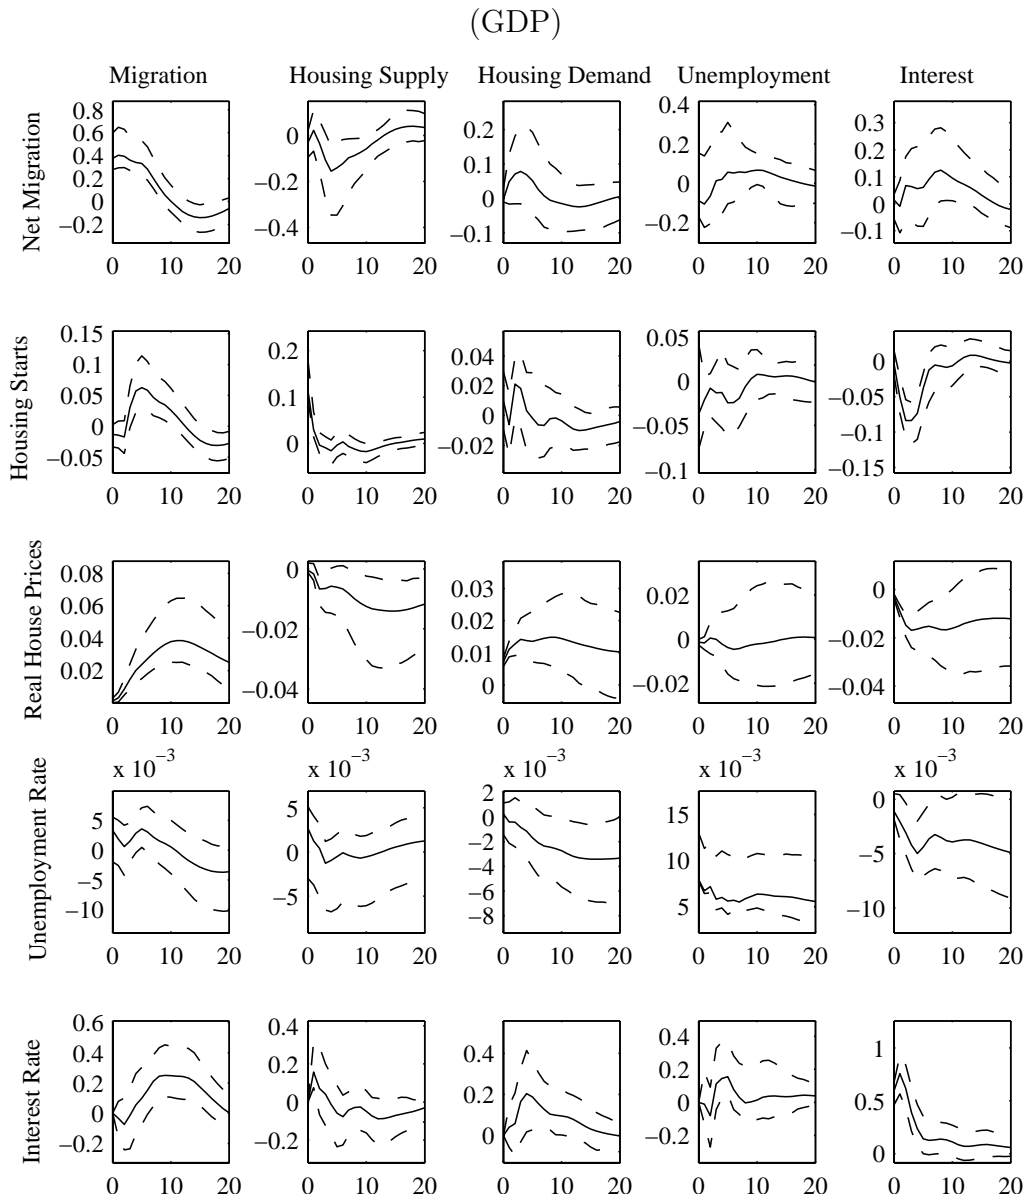 (GDP)
Migration Housing Supply Housing Demand Unemployment Interest
Net Migration
0.8 0.6 0.4 0.2 0 −0.2
0 10 20
0 −0.2 −0.4
0 10 20
0.2 0.1 0 −0.1
0 10 20
0.4 0.2 0 −0.2
0 10 20
0.3 0.2 0.1 0 −0.1
0 10 20
Housing Starts
0.15 0.1 0.05 0 −0.05
0 10 20
0.2 0.1 0
0 10 20
0.04 0.02 0 −0.02
0 10 20
0.05 0 −0.05 −0.1
0 10 20
0 −0.05 −0.1 −0.15
0 10 20
Real House Prices
0.08 0.06 0.04 0.02
0 10 20
0 −0.02 −0.04
0 10 20
0.03 0.02 0.01 0
0 10 20
0.02 0 −0.02
0 10 20
0 −0.02 −0.04
0 10 20
Unemployment Rate
x 10−3
5 0 −5 −10
0 10 20
x 10−3
5 0 −5
0 10 20
x 10−3
2 0 −2 −4 −6 −8
0 10 20
x 10−3
15 10 5
0 10 20
x 10−3
0 −5 −10
0 10 20
Interest Rate
0.6 0.4 0.2 0 −0.2
0 10 20
0.4 0.2 0 −0.2
0 10 20
0.4 0.2 0
0 10 20
0.4 0.2 0 −0.2
0 10 20
1 0.5 0
0 10 20